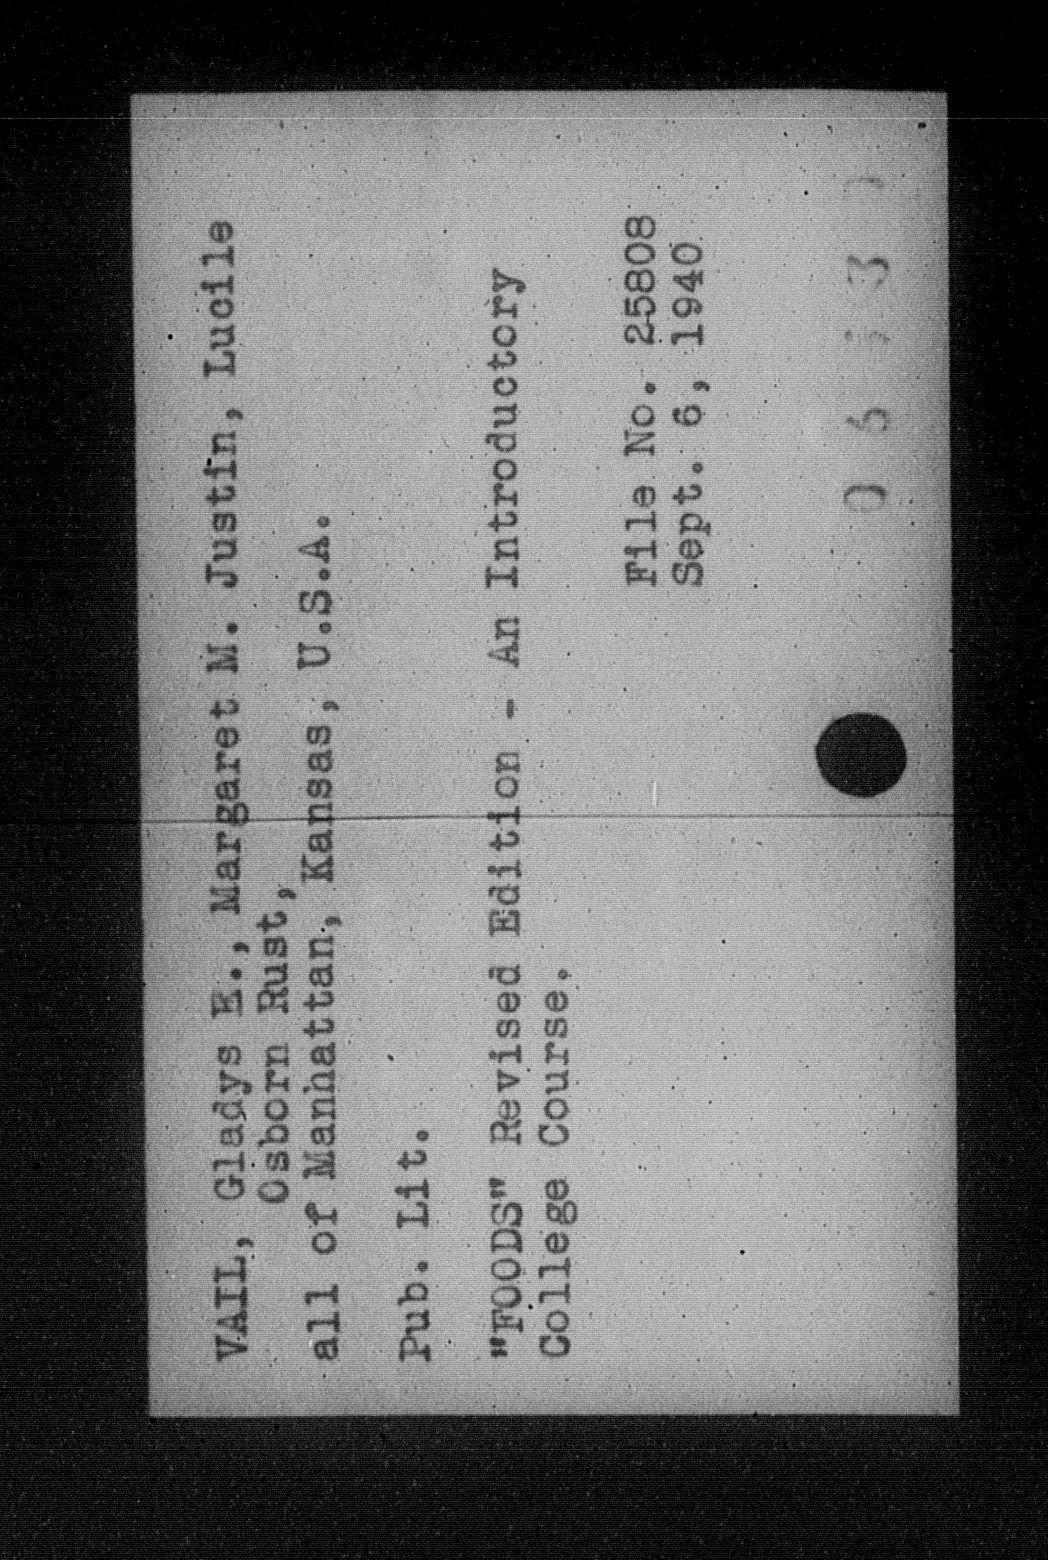 VAIL, Gladys E., Margaret M. Justin, Lucile
Osborn Rust,
all of Manhattan, Kansas, U.S.A.
Pub. Lit.
"FOODS" Revised Edition - An Introductory
College Course.
File No. 25808
Sept. 6, 1940